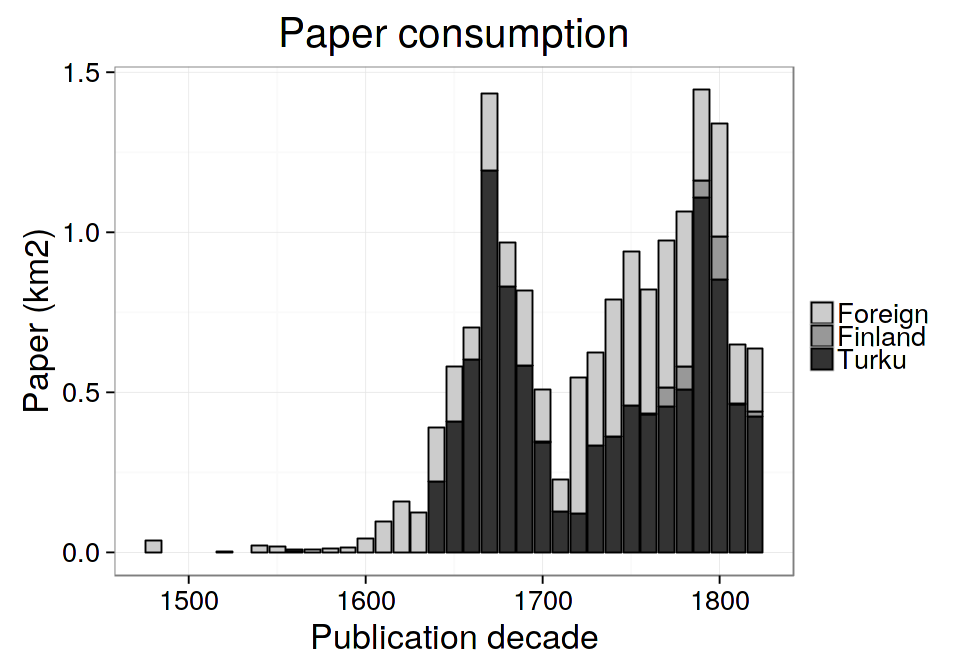 Paper consumption
1.5
1.0
0.5
0.0
Paper (km2)
1500 1600 1700 1800
Publication decade
Foreign
Finland
Turku